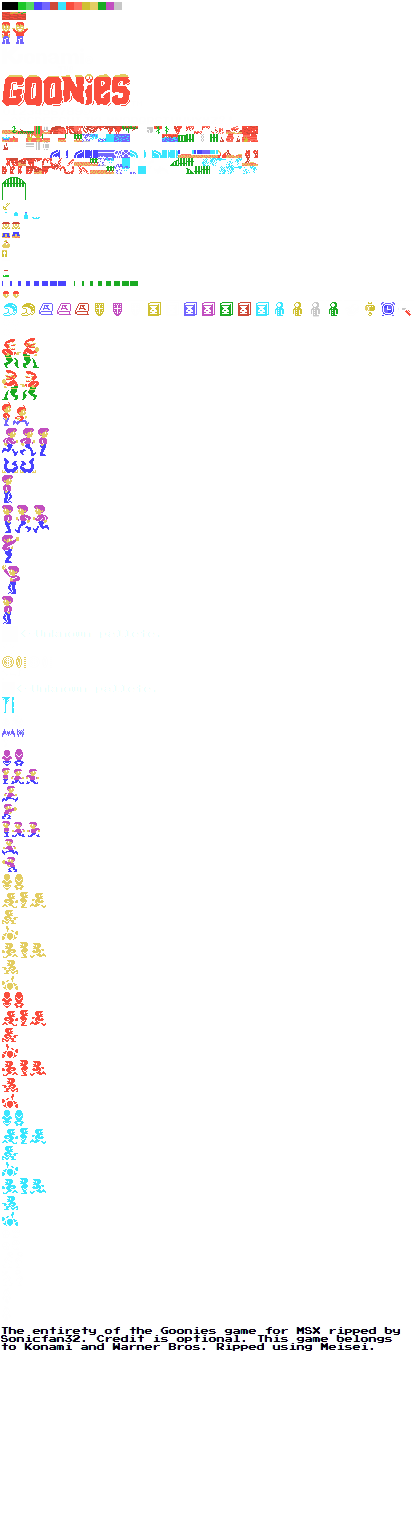 GOONiES
The entirety of the Goonies game for MSX ripped by
Sonicfan32. Credit is optional. This game belongs
to Konami and Warner Bros. Ripped using Meisei.